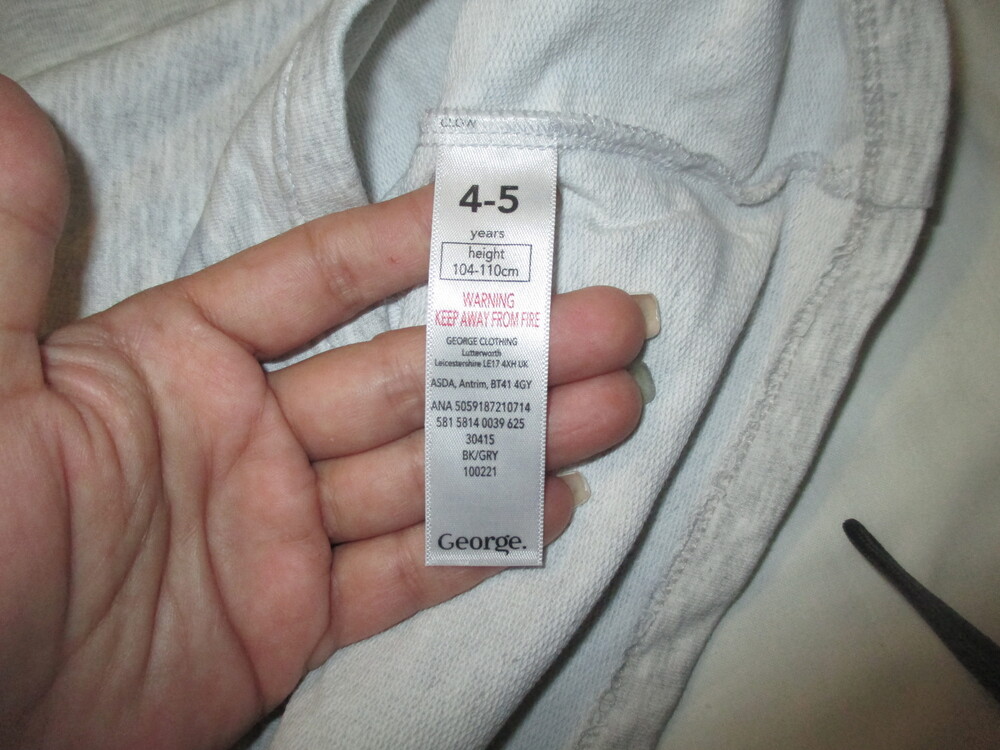 4-5
years
height
104-110cm
WARNING
KEEP AWAY FROM FIRE
GEORGE CLOTHING
Lutterworth
Leicestershire LE17 4XH UK
ASDA, Antrim, BT41 4GY
ANA 5059187210714
581 5814 0039 625
30415
BK/GRY
100221
George.